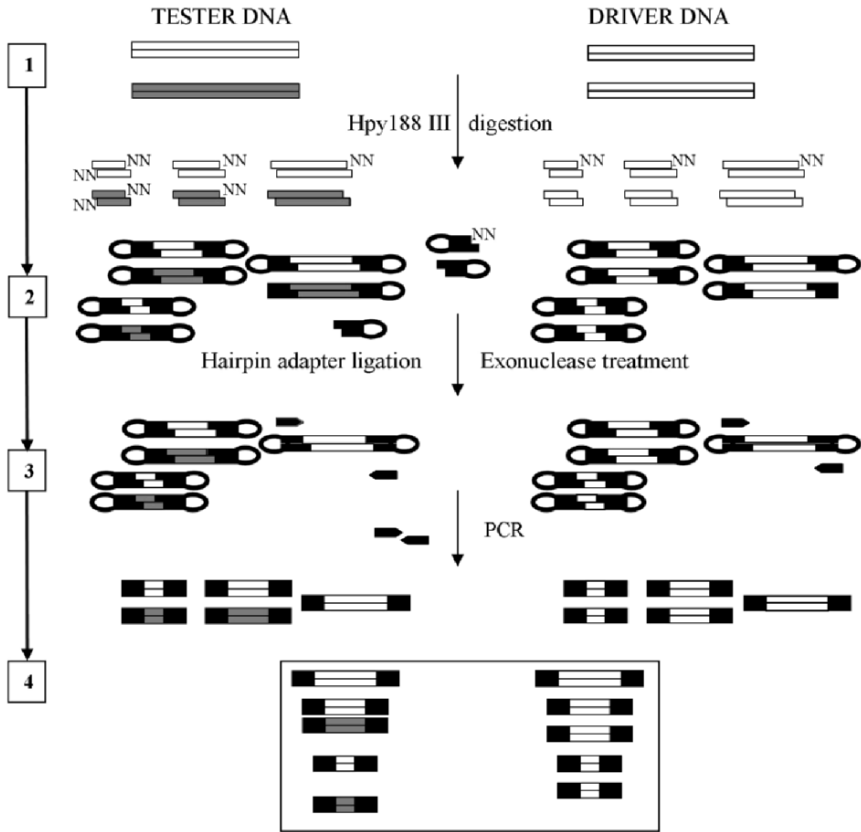 TESTER DNA DRIVER DNA
1
Hpy188 III digestion
NN NN NN NN NN NN
NN
NN NN
NN
NN
2
Hairpin adapter ligation Exonuclease treatment
3
PCR
4